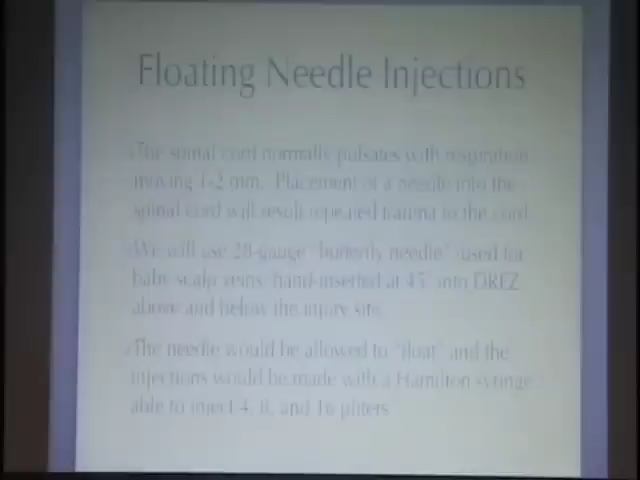 Floating Needle Injections
The spinal cord normally pulsates with respiration
moving 1-2 mm. Placement of a needle into the
spinal cord will result repeated trauma to the cord
We will use 28-gauge "butterfly needle" used for
baby scalp veins, hand-inserted at 45° into DREZ
above and below the injury site
The needle would be allowed to "float" and the
injections would be made with a Hamilton syringe
able to inject 4, 8, and 16 µliters